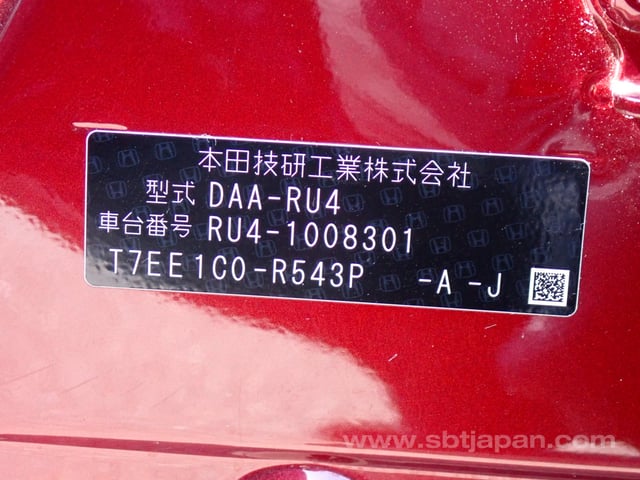 本田技研工業株式会社
型式 DAA-RU4
車台番号 RU4-1008301
T7EE1C0-R543P -A -J
www.sbtjapan.com